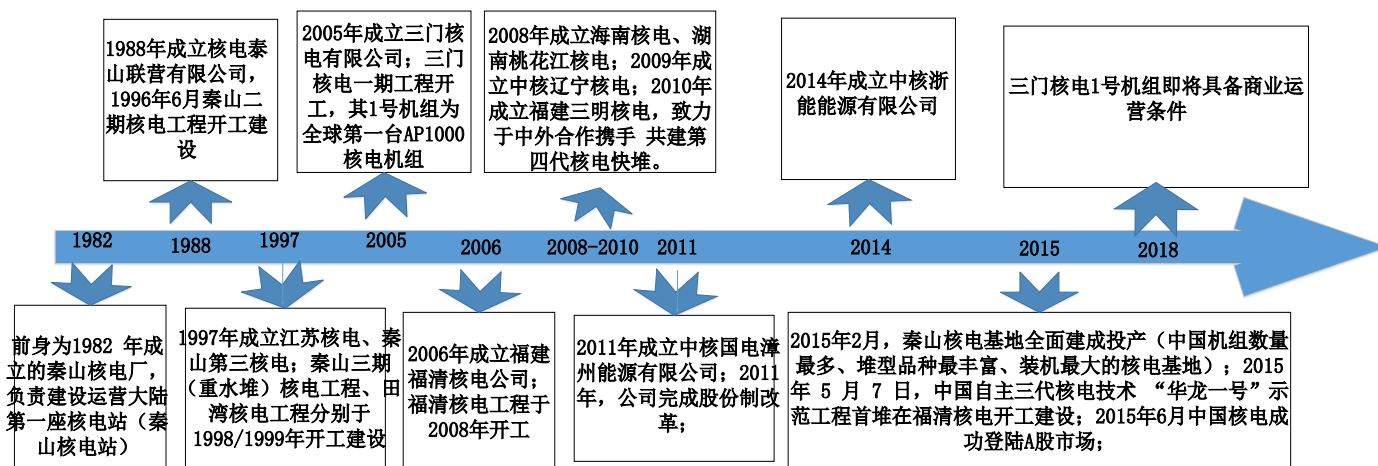 1988年成立核电泰
山联营有限公司，
1996年6月秦山二
期核电工程开工建
设
2005年成立三门核
电有限公司；三门
核电一期工程开
工，其1号机组为
全球第一台AP1000
核电机组
2008年成立海南核电、湖
南桃花江核电；2009年成
立中核辽宁核电；2010年
成立福建三明核电，致力
于中外合作携手 共建第
四代核电快堆。
2014年成立中核浙
能能源有限公司
三门核电1号机组即将具备商业运
营条件
1982
1988
1997
2005
2006
2008-2010
2011
2014
2015
2018
前身为1982 年成
立的秦山核电厂，
负责建设运营大陆
第一座核电站（秦
山核电站）
1997年成立江苏核电、秦
山第三核电；秦山三期
（重水堆）核电工程、田
湾核电工程分别于
1998/1999年开工建设
2006年成立福建
福清核电公司；
福清核电工程于
2008年开工
2011年成立中核国电漳
州能源有限公司；2011
年，公司完成股份制改
革；
2015年2月，秦山核电基地全面建成投产（中国机组数量
最多、堆型品种最丰富、装机最大的核电基地）；2015
年 5 月 7 日，中国自主三代核电技术 “华龙一号”示
范工程首堆在福清核电开工建设；2015年6月中国核电成
功登陆A股市场；